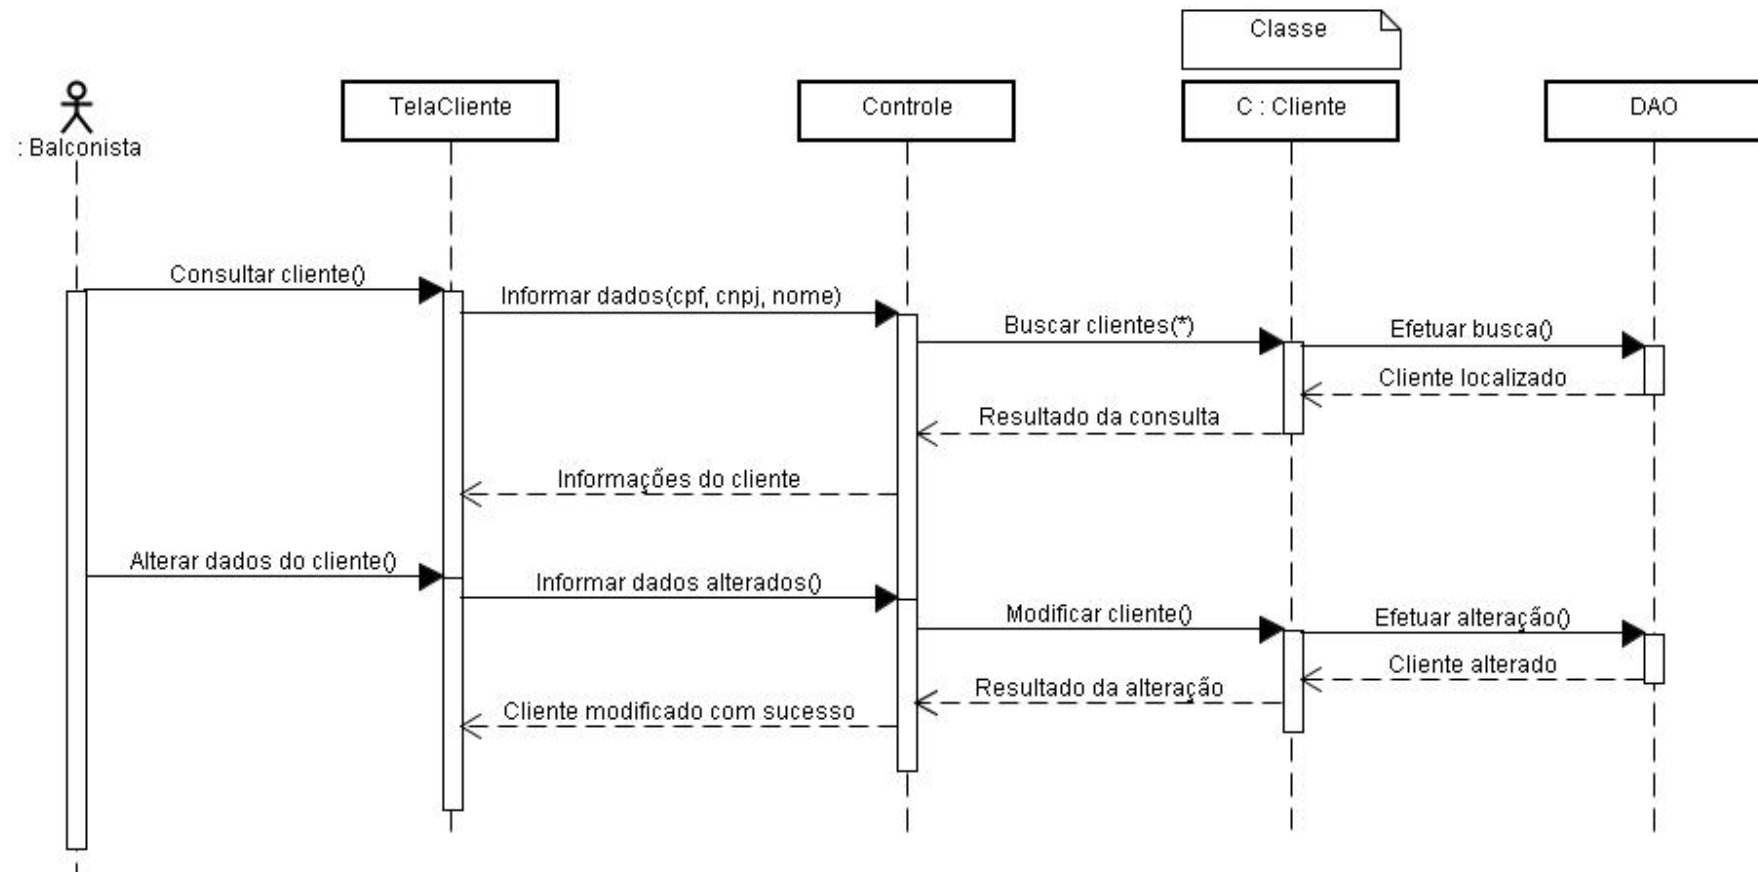 Classe
: Balconista
TelaCliente
Controle
C : Cliente
DAO
Consultar cliente()
Informar dados(cpf, cnpj, nome)
Buscar clientes(*)
Efetuar busca()
Cliente localizado
Resultado da consulta
Informações do cliente
Alterar dados do cliente()
Informar dados alterados()
Modificar cliente()
Efetuar alteração()
Cliente alterado
Resultado da alteração
Cliente modificado com sucesso